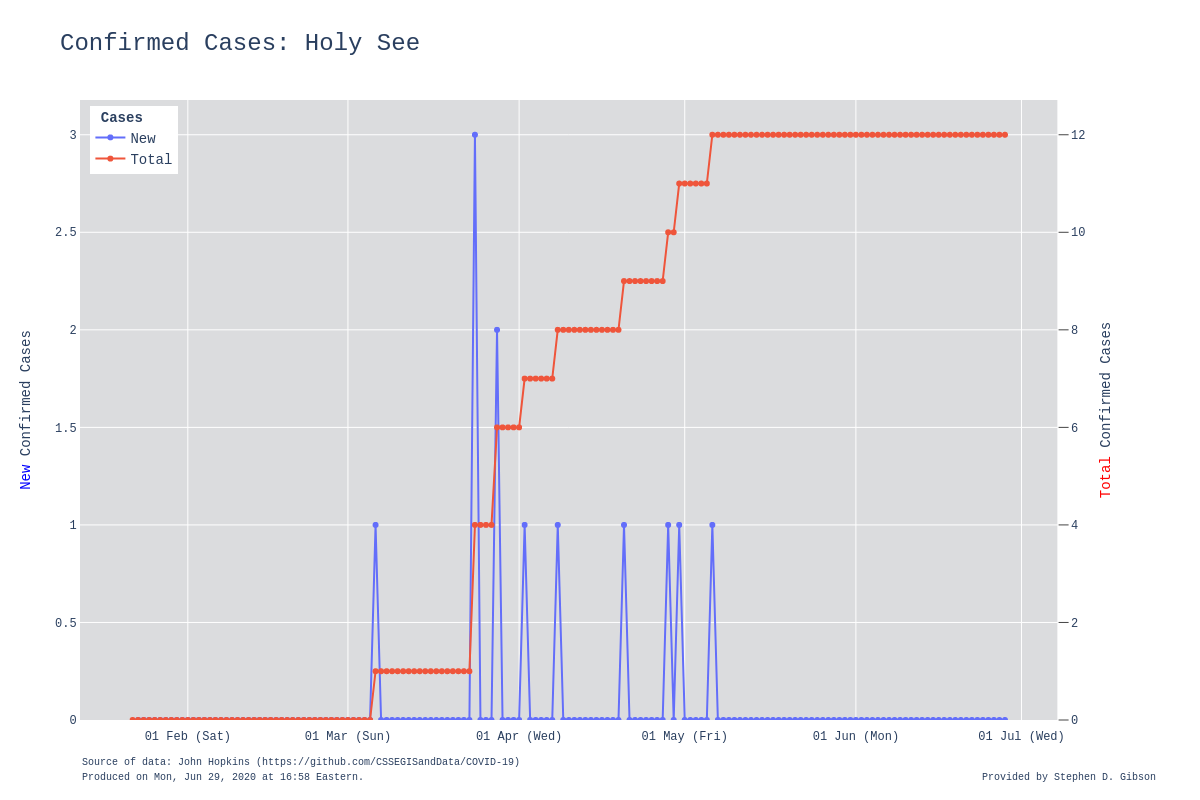 Confirmed Cases: Holy See
Cases
New
Total
3
2.5
2
1.5
1
0.5
0
12
10
8
6
4
2
0
New Confirmed Cases
Total Confirmed Cases
01 Feb (Sat)
01 Mar (Sun)
01 Apr (Wed)
01 May (Fri)
01 Jun (Mon)
01 Jul (Wed)
Source of data: John Hopkins (https://github.com/CSSEGISandData/COVID-19)
Produced on Mon, Jun 29, 2020 at 16:58 Eastern.
Provided by Stephen D. Gibson